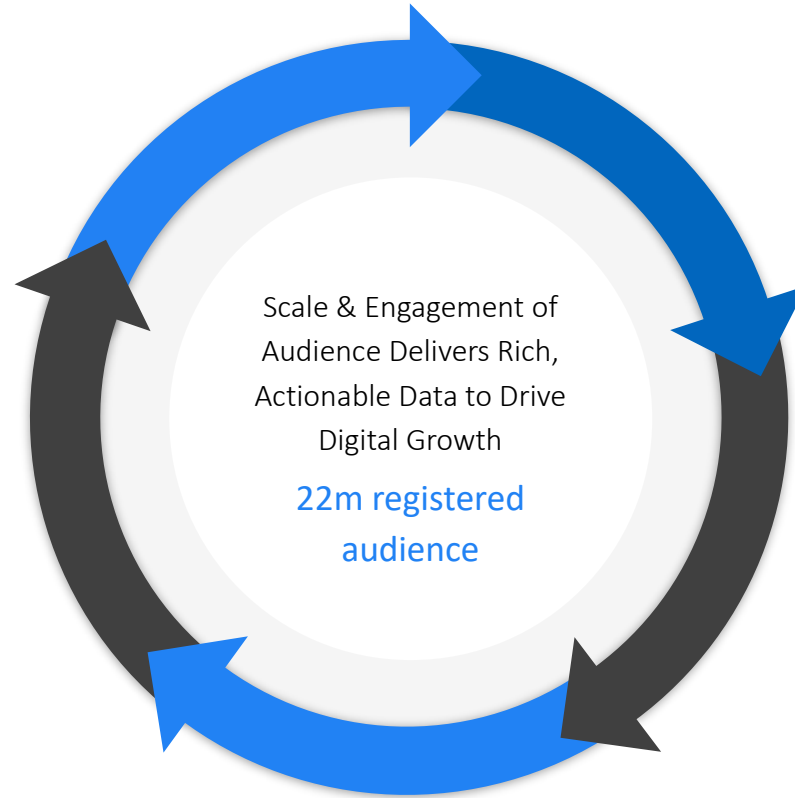 Scale & Engagement of
Audience Delivers Rich,
Actionable Data to Drive
Digital Growth
22m registered
audience